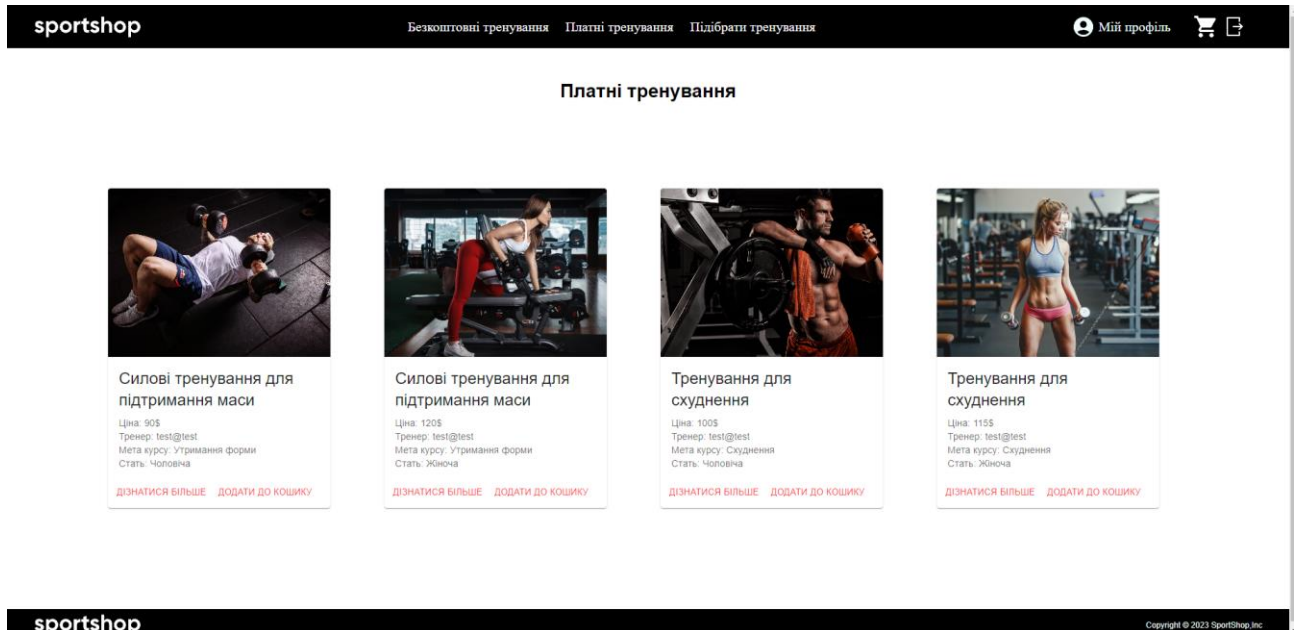 sportshop
Безкоштовні тренування Платні тренування Підібрати тренування
Мій профіль
Платні тренування
Силові тренування для
підтримання маси
Ціна: 90$
Тренер: test@test
Мета курсу: Утримання форми
Стать: Чоловіча
ДІЗНАТИСЯ БІЛЬШЕ ДОДАТИ ДО КОШИКУ
Силові тренування для
підтримання маси
Ціна: 120$
Тренер: test@test
Мета курсу: Утримання форми
Стать: Жіноча
ДІЗНАТИСЯ БІЛЬШЕ ДОДАТИ ДО КОШИКУ
Тренування для
схуднення
Ціна: 100$
Тренер: test@test
Мета курсу: Схуднення
Стать: Чоловіча
ДІЗНАТИСЯ БІЛЬШЕ ДОДАТИ ДО КОШИКУ
Тренування для
схуднення
Ціна: 115$
Тренер: test@test
Мета курсу: Схуднення
Стать: Жіноча
ДІЗНАТИСЯ БІЛЬШЕ ДОДАТИ ДО КОШИКУ
sportshop
Copyright © 2023 SportShop,Inc